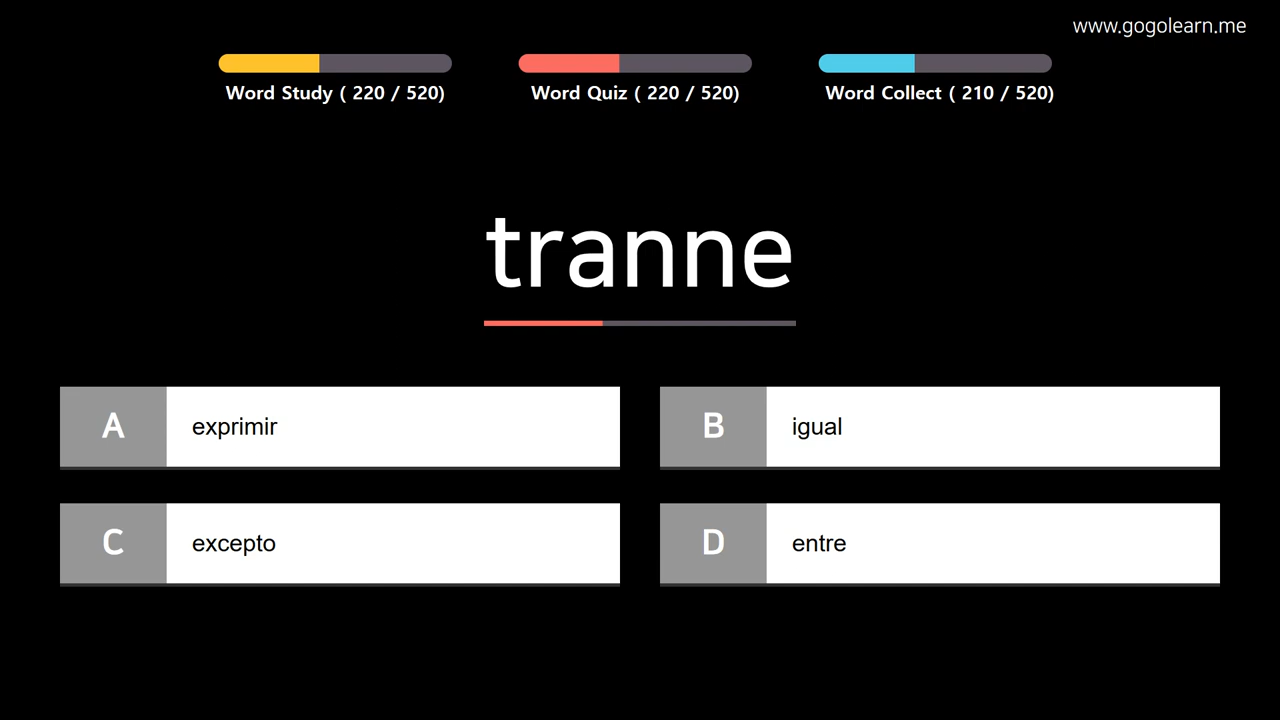 www.gogolearn.me
Word Study ( 220 / 520)
Word Quiz ( 220 / 520)
Word Collect ( 210 / 520)
tranne
A exprimir
B igual
C excepto
D entre